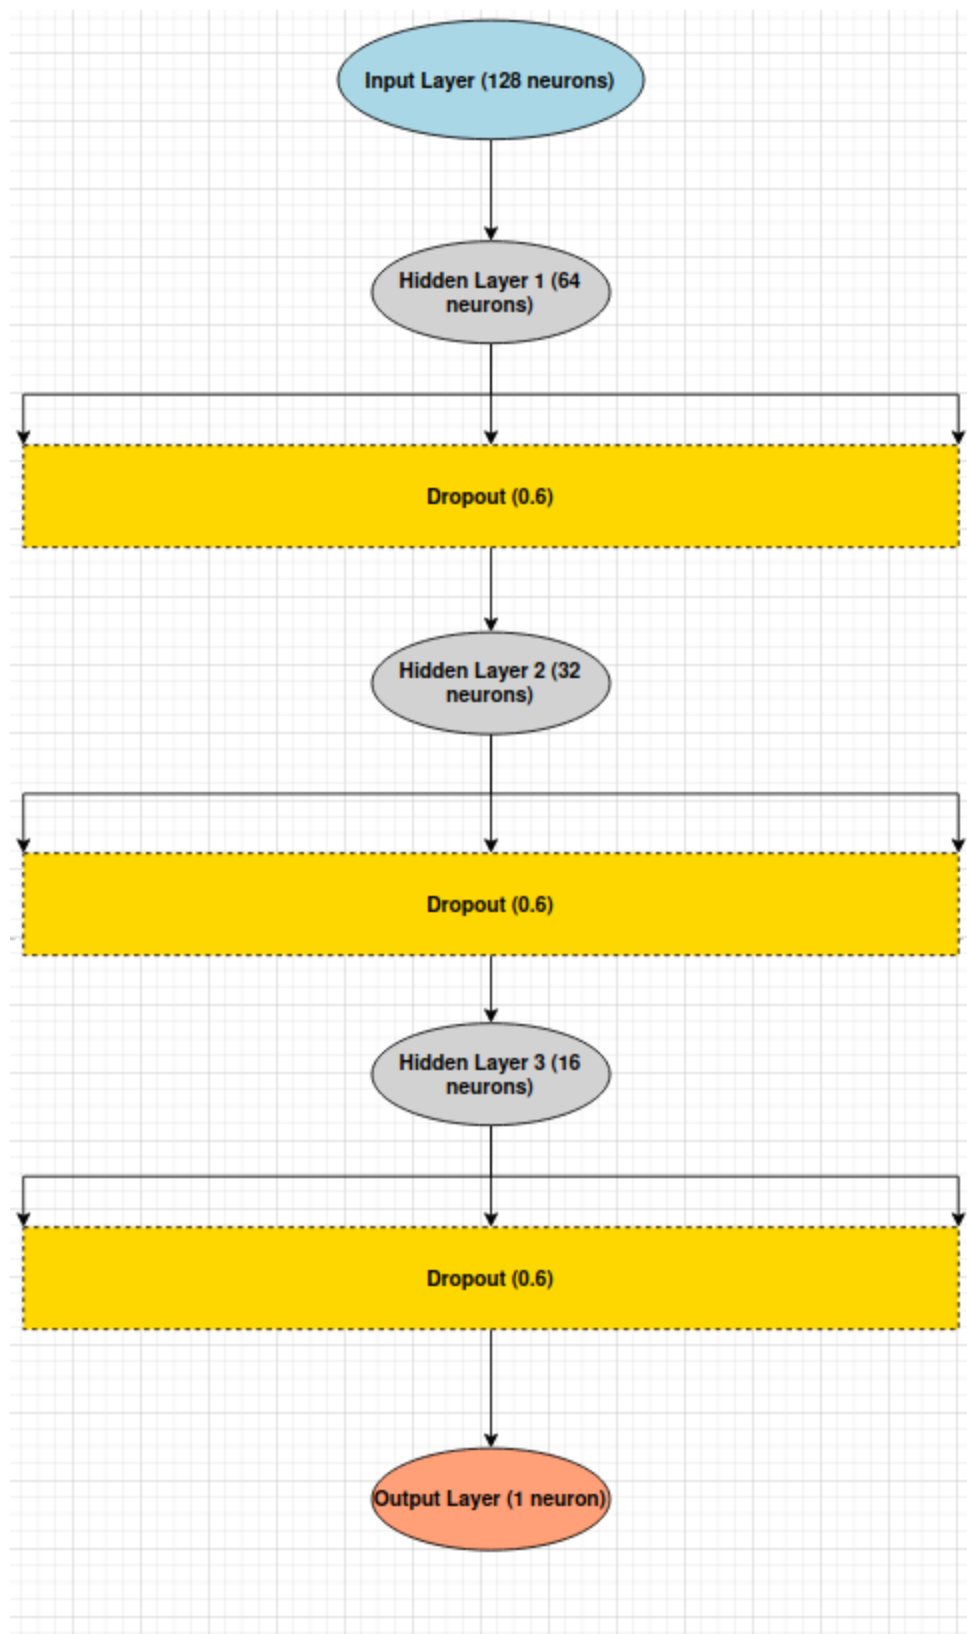 Input Layer (128 neurons)
Hidden Layer 1 (64
neurons)
Dropout (0.6)
Hidden Layer 2 (32
neurons)
Dropout (0.6)
Hidden Layer 3 (16
neurons)
Dropout (0.6)
Output Layer (1 neuron)